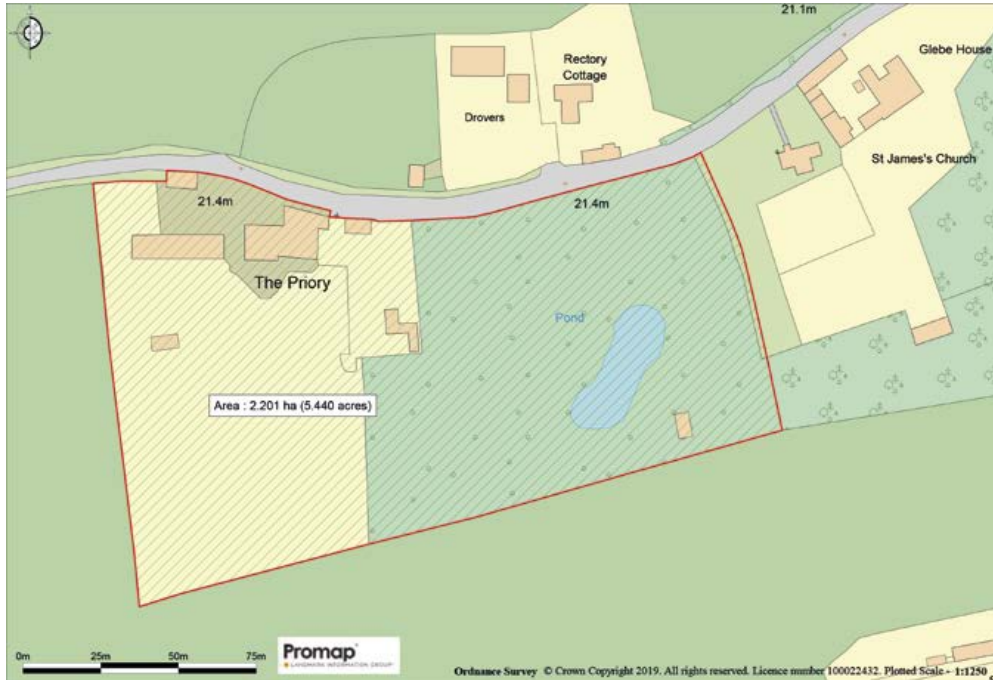 21.1m
Glebe House
Rectory
Cottage
Drovers
St James's Church
21.4m
21.4m
The Priory
Pond
Area : 2.201 ha (5.440 acres)
0m 25m 50m 75m
Promap
LANDMARK INFORMATION GROUP
Ordnance Survey © Crown Copyright 2019. All rights reserved. Licence number 100022432. Plotted Scale - 1:1250